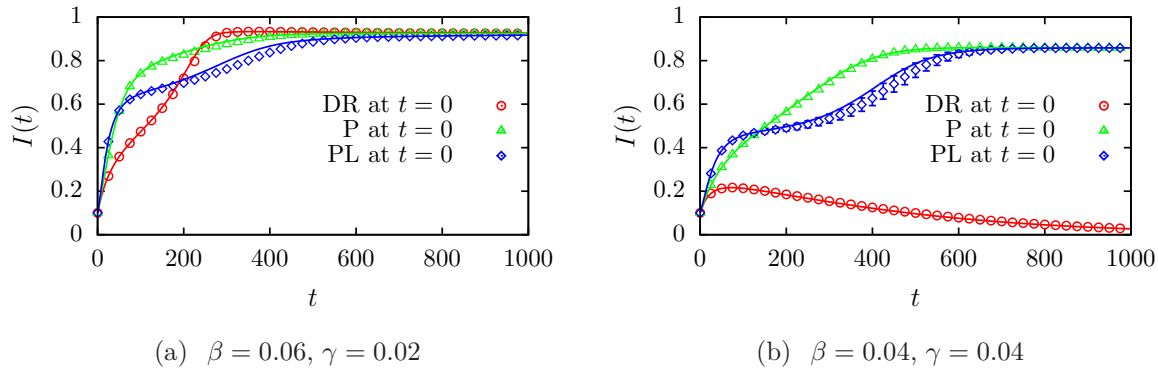 I(t)
1
0.8
0.6
0.4
0.2
0
0 200 400 600 800 1000
t
DR at t = 0
P at t = 0
PL at t = 0
(a) β = 0.06, γ = 0.02
I(t)
1
0.8
0.6
0.4
0.2
0
0 200 400 600 800 1000
t
DR at t = 0
P at t = 0
PL at t = 0
(b) β = 0.04, γ = 0.04